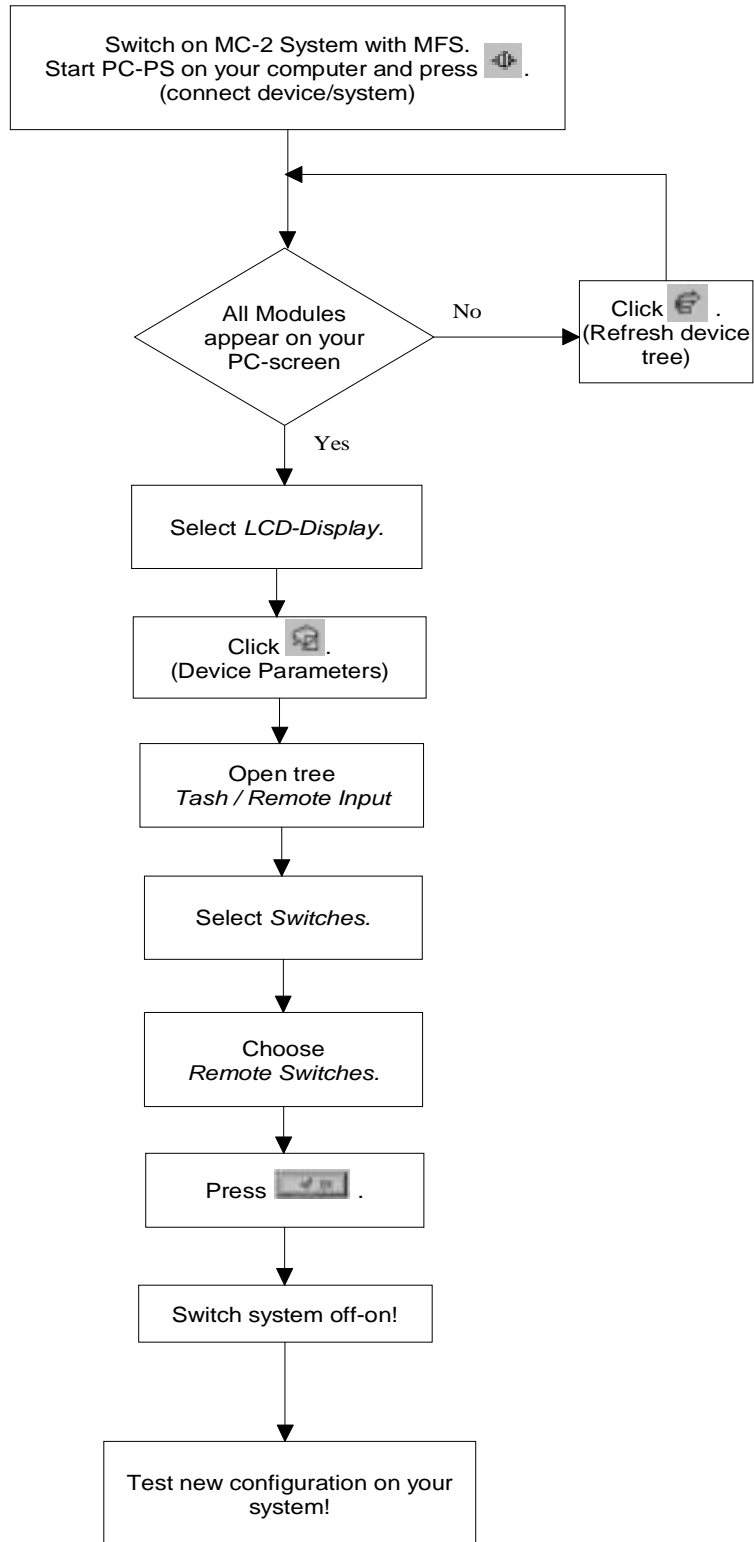 Switch on MC-2 System with MFS.
Start PC-PS on your computer and press .
(connect device/system)
All Modules
appear on your
PC-screen
No
Click .
(Refresh device
tree)
Yes
Select LCD-Display.
Click .
(Device Parameters)
Open tree
Tash / Remote Input
Select Switches.
Choose
Remote Switches.
Press .
Switch system off-on!
Test new configuration on your
system!